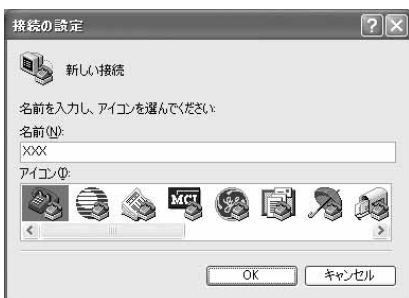 接続の設定
新しい接続
名前を入力し、アイコンを選んでください:
名前(N):
XXX
アイコン(I):
MCI
OK
キャンセル